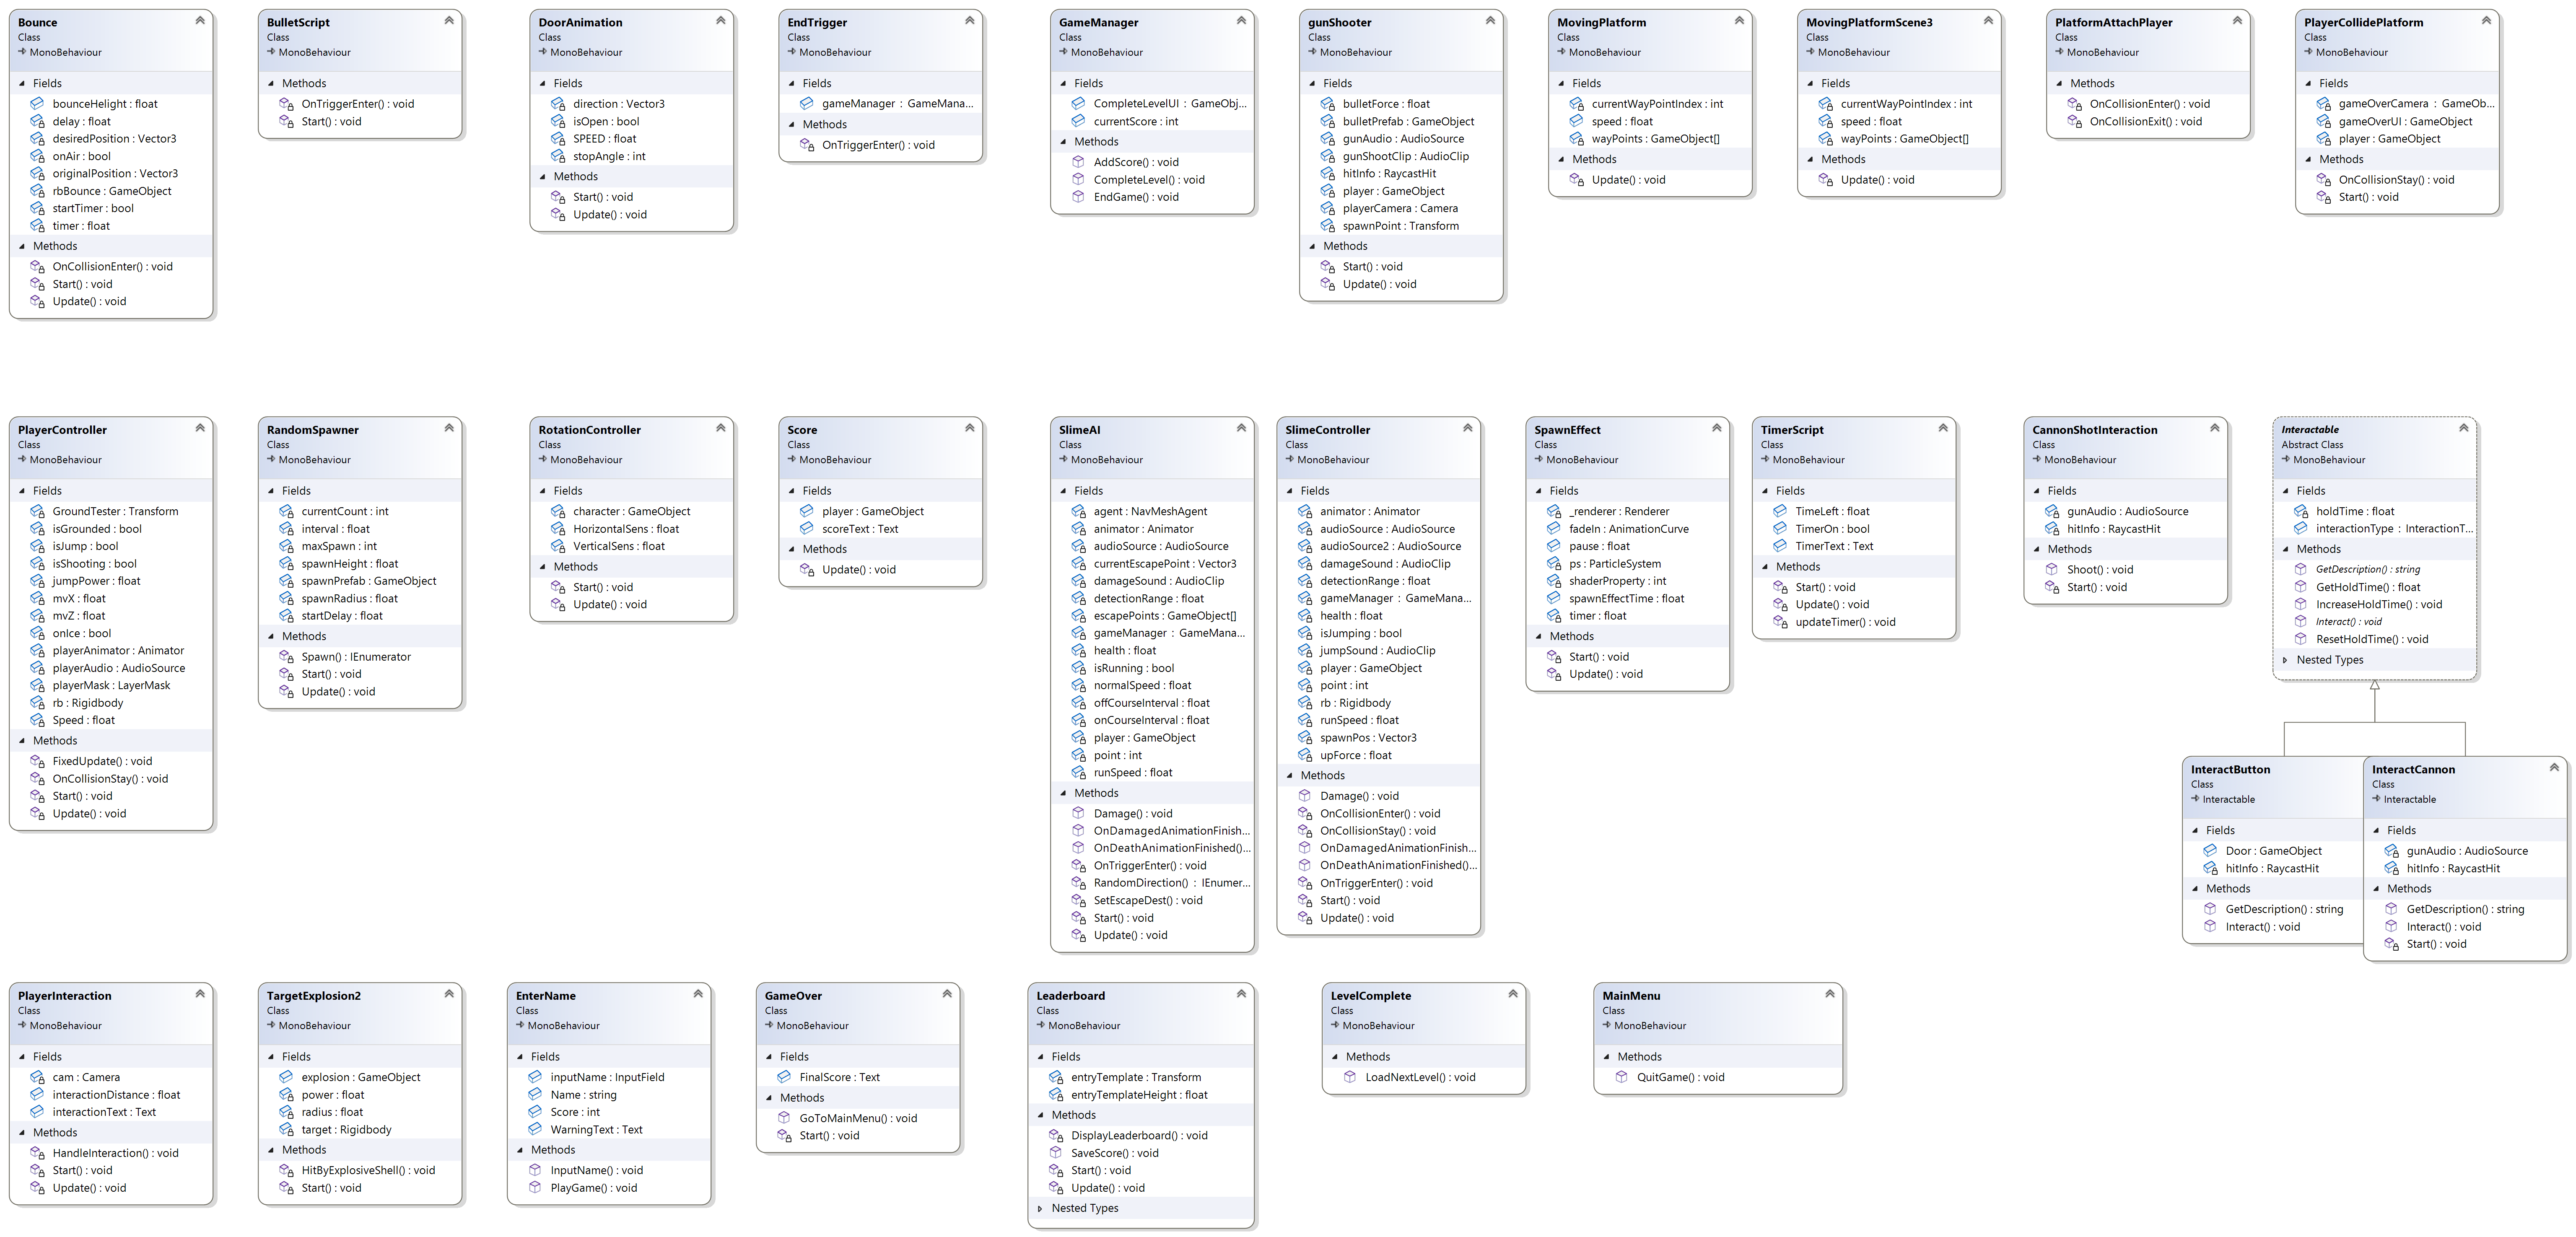 Bounce
Class
MonoBehaviour
Fields
bounceHelight : float
delay : float
desiredPosition : Vector3
onAir : bool
originalPosition : Vector3
rbBounce : GameObject
startTimer : bool
timer : float
Methods
OnCollisionEnter() : void
Start() : void
Update() : void
BulletScript
Class
MonoBehaviour
Methods
OnTriggerEnter() : void
Start() : void
DoorAnimation
Class
MonoBehaviour
Fields
direction : Vector3
isOpen : bool
SPEED : float
stopAngle : int
Methods
Start() : void
Update() : void
EndTrigger
Class
MonoBehaviour
Fields
gameManager : GameMana...
Methods
OnTriggerEnter() : void
GameManager
Class
MonoBehaviour
Fields
CompleteLevelUI : GameObj...
currentScore : int
Methods
AddScore() : void
CompleteLevel() : void
EndGame() : void
gunShooter
Class
MonoBehaviour
Fields
bulletForce : float
bulletPrefab : GameObject
gunAudio : AudioSource
gunShootClip : AudioClip
hitInfo : RaycastHit
player : GameObject
playerCamera : Camera
spawnPoint : Transform
Methods
Start() : void
Update() : void
MovingPlatform
Class
MonoBehaviour
Fields
currentWayPointIndex : int
speed : float
wayPoints : GameObject[]
Methods
Update() : void
MovingPlatformScene3
Class
MonoBehaviour
Fields
currentWayPointIndex : int
speed : float
wayPoints : GameObject[]
Methods
Update() : void
PlatformAttachPlayer
Class
MonoBehaviour
Methods
OnCollisionEnter() : void
OnCollisionExit() : void
PlayerCollidePlatform
Class
MonoBehaviour
Fields
gameOverCamera : GameOb...
gameOverUI : GameObject
player : GameObject
Methods
OnCollisionStay() : void
Start() : void
PlayerController
Class
MonoBehaviour
Fields
GroundTester : Transform
isGrounded : bool
isJump : bool
isShooting : bool
jumpPower : float
mvX : float
mvZ : float
onIce : bool
playerAnimator : Animator
playerAudio : AudioSource
playerMask : LayerMask
rb : Rigidbody
Speed : float
Methods
FixedUpdate() : void
OnCollisionStay() : void
Start() : void
Update() : void
RandomSpawner
Class
MonoBehaviour
Fields
currentCount : int
interval : float
maxSpawn : int
spawnHeight : float
spawnPrefab : GameObject
spawnRadius : float
startDelay : float
Methods
Spawn() : IEnumerator
Start() : void
Update() : void
RotationController
Class
MonoBehaviour
Fields
character : GameObject
HorizontalSens : float
VerticalSens : float
Methods
Start() : void
Update() : void
Score
Class
MonoBehaviour
Fields
player : GameObject
scoreText : Text
Methods
Update() : void
SlimeAI
Class
MonoBehaviour
Fields
agent : NavMeshAgent
animator : Animator
audioSource : AudioSource
currentEscapePoint : Vector3
damageSound : AudioClip
detectionRange : float
escapePoints : GameObject[]
gameManager : GameMana...
health : float
isRunning : bool
normalSpeed : float
offCourseInterval : float
onCourseInterval : float
player : GameObject
point : int
runSpeed : float
Methods
Damage() : void
OnDamagedAnimationFinish...
OnDeathAnimationFinished()...
OnTriggerEnter() : void
RandomDirection() : IEnumer...
SetEscapeDest() : void
Start() : void
Update() : void
SlimeController
Class
MonoBehaviour
Fields
animator : Animator
audioSource : AudioSource
audioSource2 : AudioSource
damageSound : AudioClip
detectionRange : float
gameManager : GameMana...
health : float
isJumping : bool
jumpSound : AudioClip
player : GameObject
point : int
rb : Rigidbody
runSpeed : float
spawnPos : Vector3
upForce : float
Methods
Damage() : void
OnCollisionEnter() : void
OnCollisionStay() : void
OnDamagedAnimationFinish...
OnDeathAnimationFinished()...
OnTriggerEnter() : void
Start() : void
Update() : void
SpawnEffect
Class
MonoBehaviour
Fields
_renderer : Renderer
fadeIn : AnimationCurve
pause : float
ps : ParticleSystem
shaderProperty : int
spawnEffectTime : float
timer : float
Methods
Start() : void
Update() : void
TimerScript
Class
MonoBehaviour
Fields
TimeLeft : float
TimerOn : bool
TimerText : Text
Methods
Start() : void
Update() : void
updateTimer() : void
CannonShotInteraction
Class
MonoBehaviour
Fields
gunAudio : AudioSource
hitInfo : RaycastHit
Methods
Shoot() : void
Start() : void
Interactable
Abstract Class
MonoBehaviour
Fields
holdTime : float
interactionType : InteractionT...
Methods
GetDescription() : string
GetHoldTime() : float
IncreaseHoldTime() : void
Interact() : void
ResetHoldTime() : void
Nested Types
InteractButton
Class
Interactable
Fields
Door : GameObject
hitInfo : RaycastHit
Methods
GetDescription() : string
Interact() : void
InteractCannon
Class
Interactable
Fields
gunAudio : AudioSource
hitInfo : RaycastHit
Methods
GetDescription() : string
Interact() : void
Start() : void
PlayerInteraction
Class
MonoBehaviour
Fields
cam : Camera
interactionDistance : float
interactionText : Text
Methods
HandleInteraction() : void
Start() : void
Update() : void
TargetExplosion2
Class
MonoBehaviour
Fields
explosion : GameObject
power : float
radius : float
target : Rigidbody
Methods
HitByExplosiveShell() : void
Start() : void
EnterName
Class
MonoBehaviour
Fields
inputName : InputField
Name : string
Score : int
WarningText : Text
Methods
InputName() : void
PlayGame() : void
GameOver
Class
MonoBehaviour
Fields
FinalScore : Text
Methods
GoToMainMenu() : void
Start() : void
Leaderboard
Class
MonoBehaviour
Fields
entryTemplate : Transform
entryTemplateHeight : float
Methods
DisplayLeaderboard() : void
SaveScore() : void
Start() : void
Update() : void
Nested Types
LevelComplete
Class
MonoBehaviour
Methods
LoadNextLevel() : void
MainMenu
Class
MonoBehaviour
Methods
QuitGame() : void